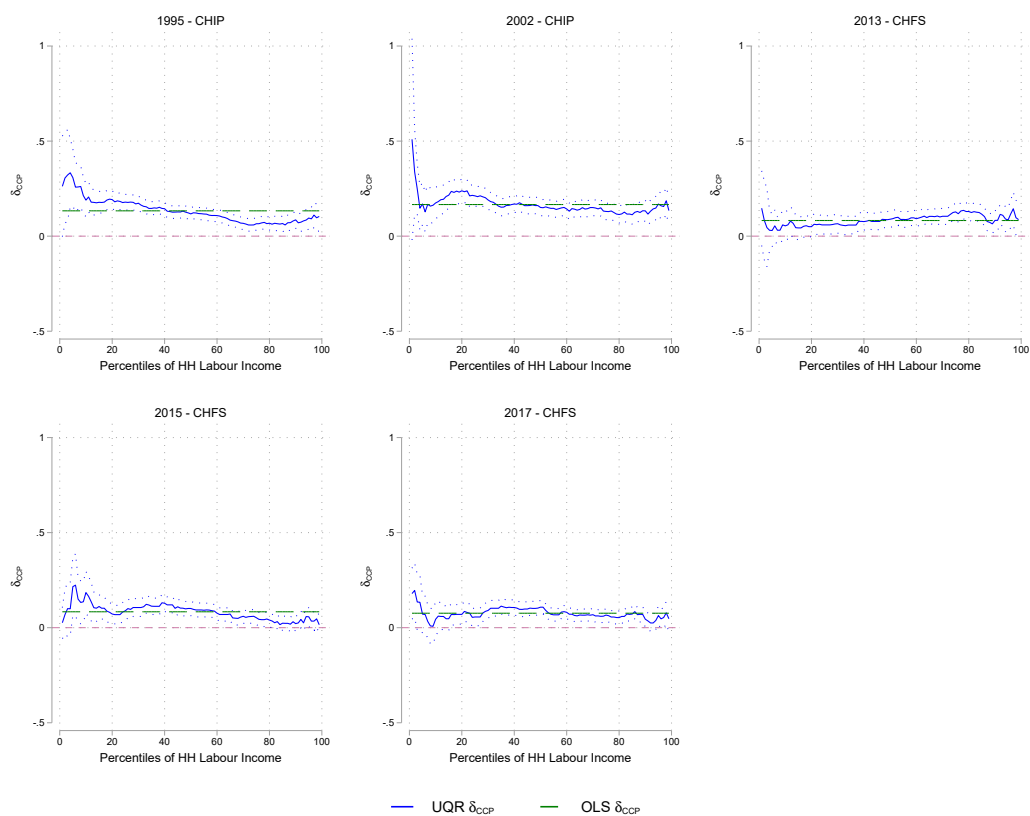 1995 - CHIP
1
.5
0
-.5
δCCP
0 20 40 60 80 100
Percentiles of HH Labour Income
2002 - CHIP
1
.5
0
-.5
δCCP
0 20 40 60 80 100
Percentiles of HH Labour Income
2013 - CHFS
1
.5
0
-.5
δCCP
0 20 40 60 80 100
Percentiles of HH Labour Income
2015 - CHFS
1
.5
0
-.5
δCCP
0 20 40 60 80 100
Percentiles of HH Labour Income
2017 - CHFS
1
.5
0
-.5
δCCP
0 20 40 60 80 100
Percentiles of HH Labour Income
UQR δCCP OLS δCCP